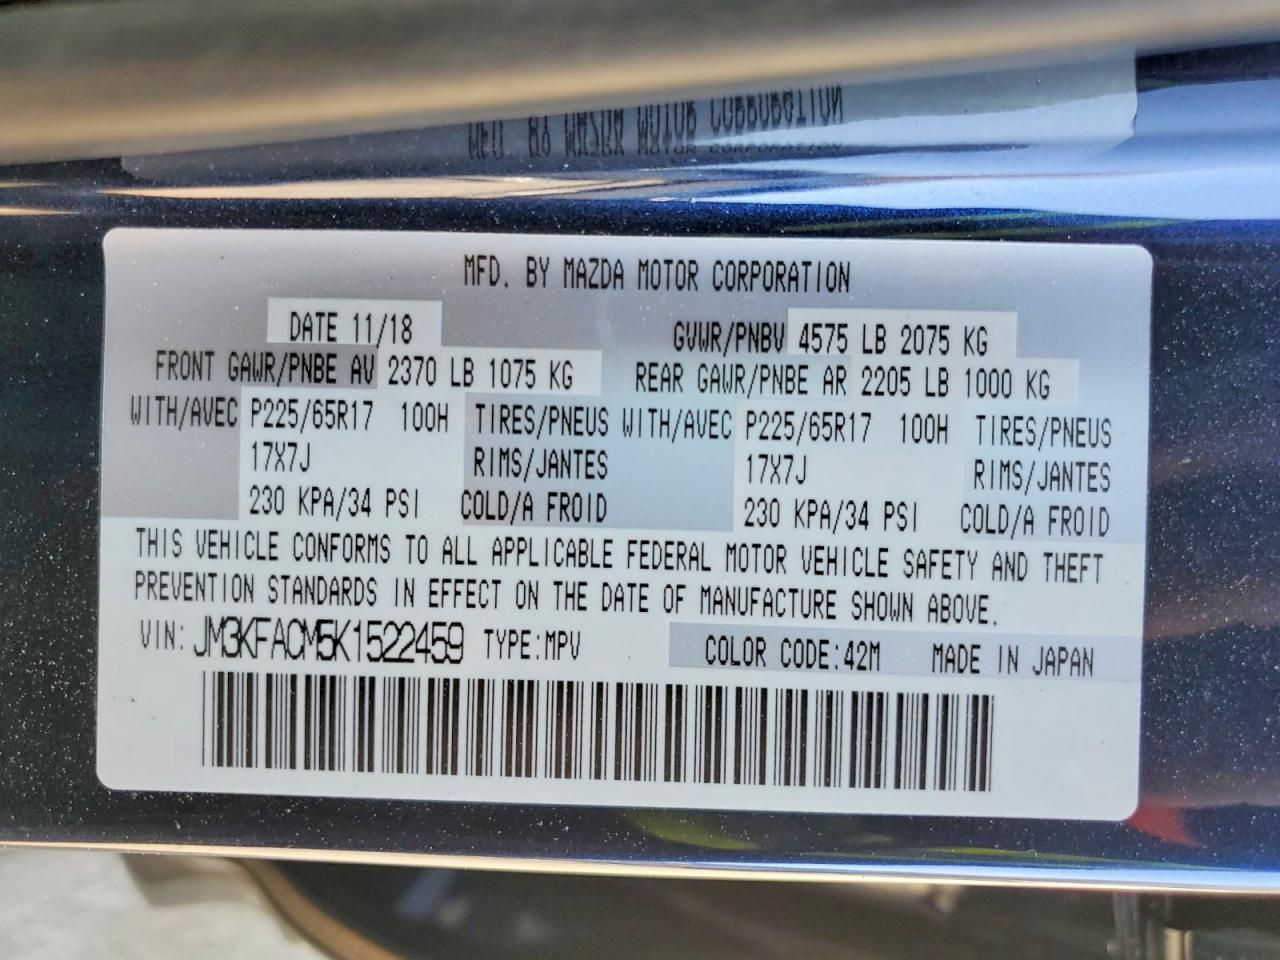 MFD. BY MAZDA MOTOR CORPORATION
DATE 11/18 GVWR/PNBV 4575 LB 2075 KG
FRONT GAWR/PNBE AV 2370 LB 1075 KG REAR GAWR/PNBE AR 2205 LB 1000 KG
WITH/AVEC P225/65R17 100H TIRES/PNEUS WITH/AVEC P225/65R17 100H TIRES/PNEUS
17X7J RIMS/JANTES 17X7J RIMS/JANTES
230 KPA/34 PSI COLD/A FROID 230 KPA/34 PSI COLD/A FROID
THIS VEHICLE CONFORMS TO ALL APPLICABLE FEDERAL MOTOR VEHICLE SAFETY AND THEFT
PREVENTION STANDARDS IN EFFECT ON THE DATE OF MANUFACTURE SHOWN ABOVE.
VIN: JM3KFACM5K1522459 TYPE:MPV COLOR CODE:42M MADE IN JAPAN